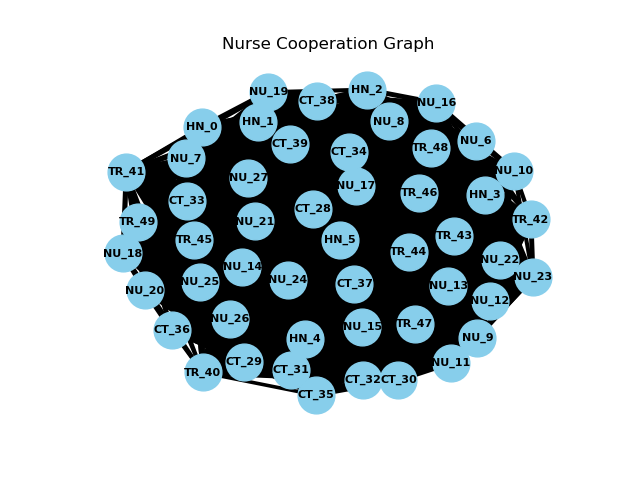 Nurse Cooperation Graph
HN_2
NU_19
CT_38
NU_16
HN_1
NU_8
HN_0
NU_6
CT_39
TR_48
CT_34
NU_7
NU_10
TR_41
NU_27
NU_17
TR_46
HN_3
CT_33
CT_28
TR_42
NU_21
TR_49
TR_43
TR_45
HN_5
TR_44
NU_18
NU_22
NU_14
NU_23
NU_24
NU_25
CT_37
NU_13
NU_20
NU_12
NU_26
TR_47
NU_15
CT_36
NU_9
HN_4
CT_29
NU_11
CT_31
TR_40
CT_32
CT_30
CT_35